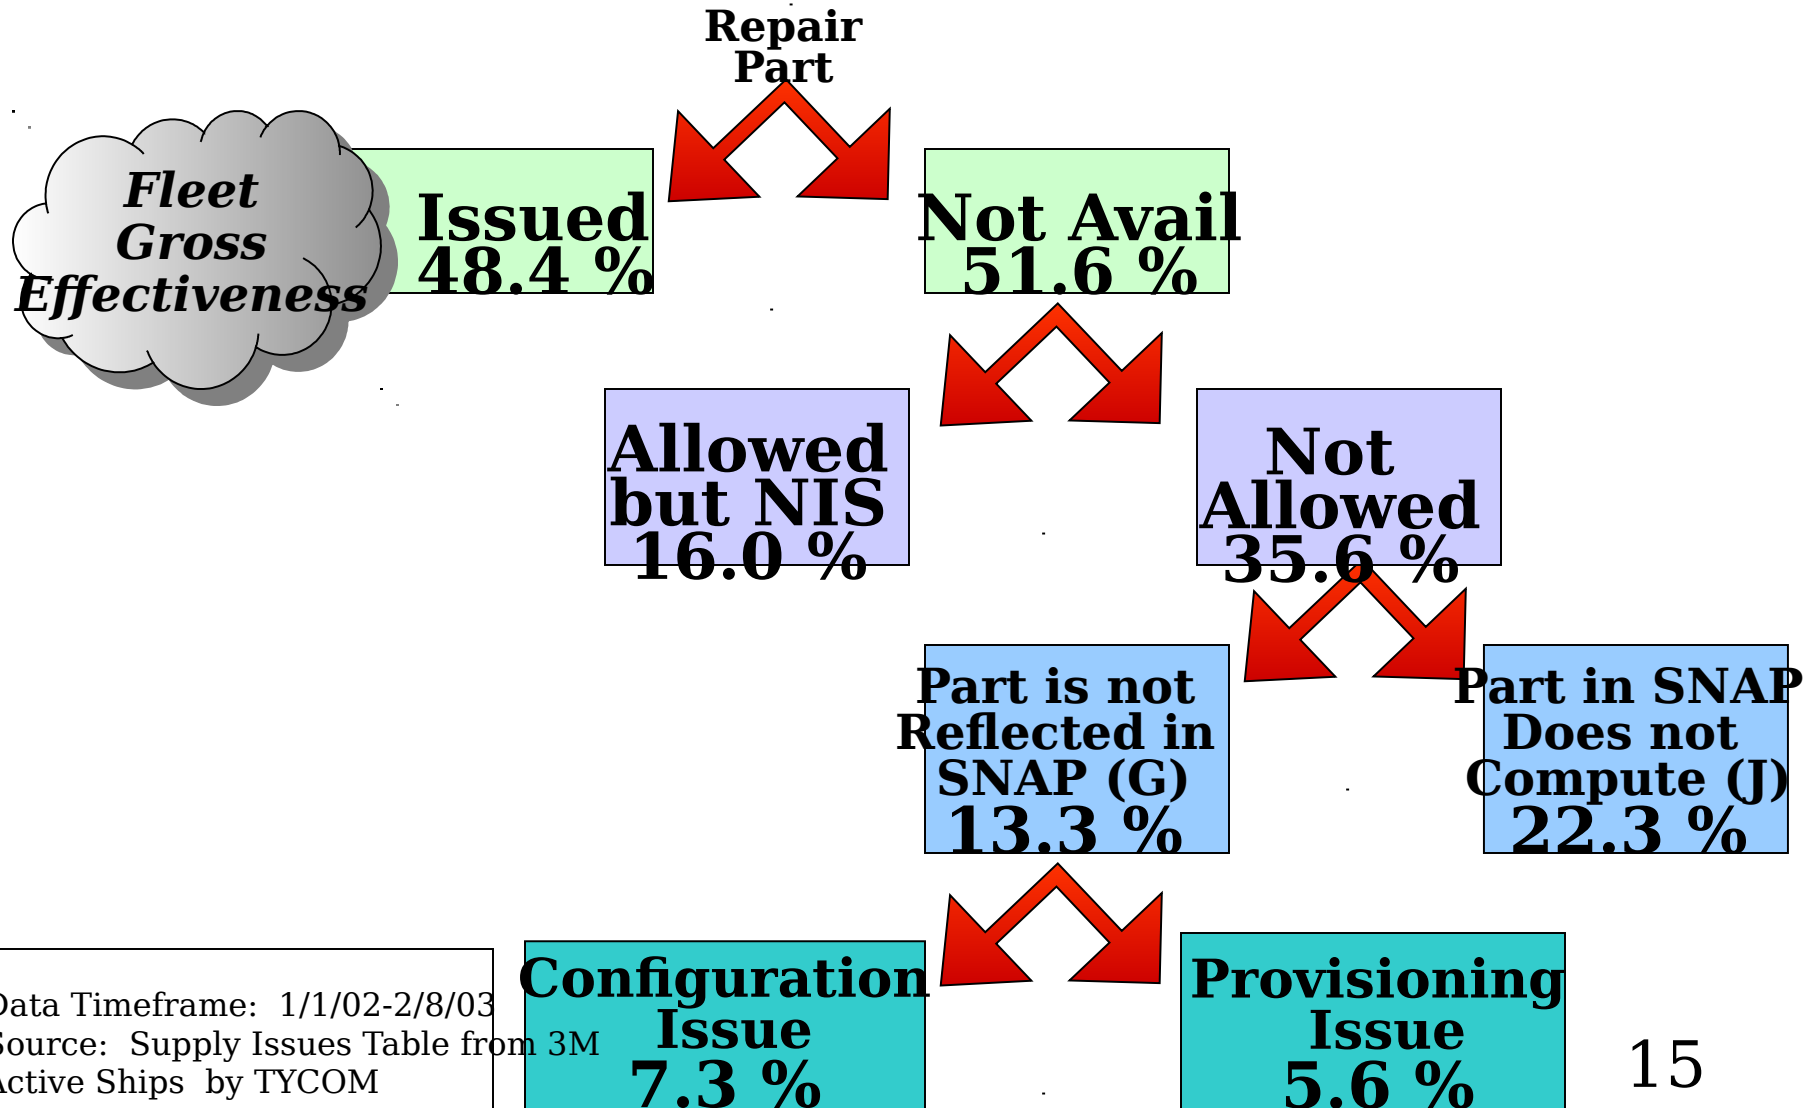 Repair
Part
Fleet
Gross
Effectiveness
Issued
48.4 %
Not Avail
51.6 %
Allowed
but NIS
16.0 %
Not
Allowed
35.6 %
Part is not
Reflected in
SNAP (G)
13.3 %
Part in SNAP
Does not
Compute (J)
22.3 %
Configuration
Issue
7.3 %
Provisioning
Issue
5.6 %
Data Timeframe:  1/1/02-2/8/03
Source:  Supply Issues Table from 3M
Active Ships  by TYCOM
15